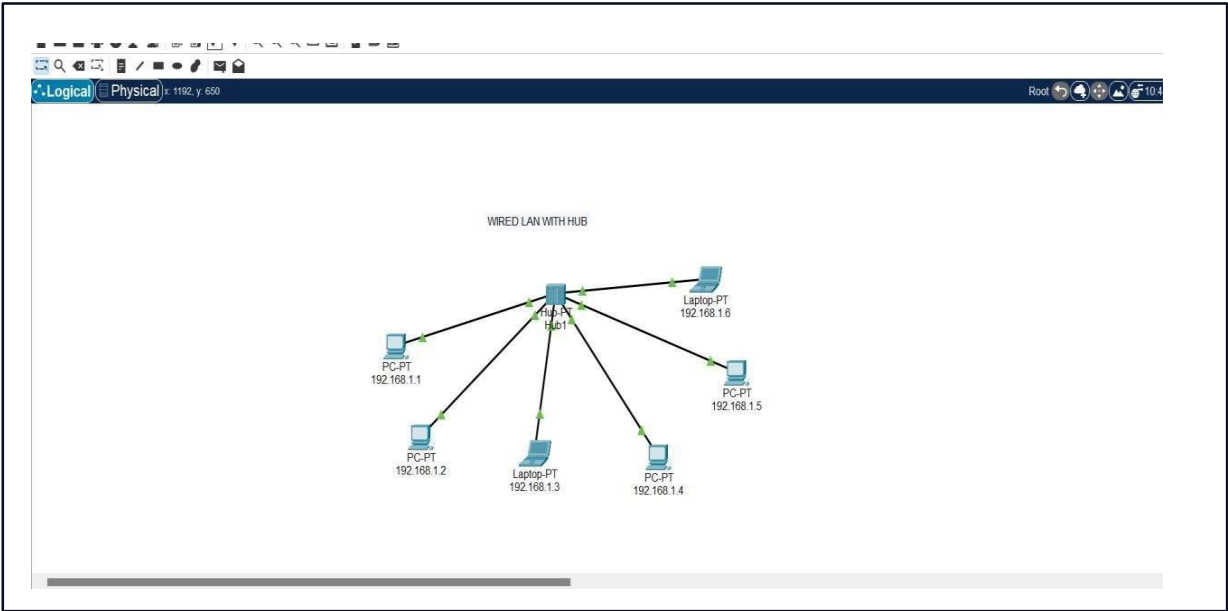 Logical Physical x: 1192, y: 650 Root 10:4
WIRED LAN WITH HUB
Laptop-PT
192.168.1.6
Hub-PT
Hub1
PC-PT
192.168.1.1
PC-PT
192.168.1.5
PC-PT
192.168.1.2
Laptop-PT
192.168.1.3
PC-PT
192.168.1.4